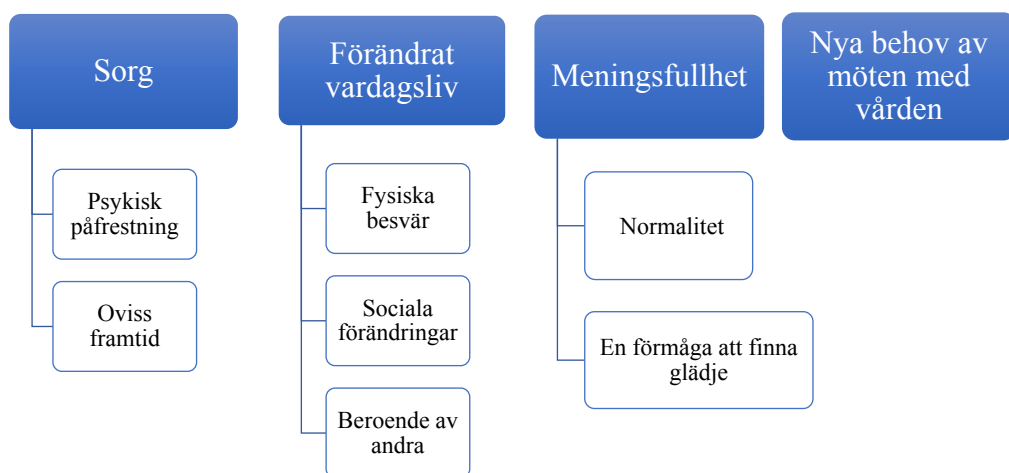 Sorg
Psykisk
påfrestning
Oviss
framtid
Förändrat
vardagsliv
Fysiska
besvär
Sociala
förändringar
Beroende av
andra
Meningsfullhet
Normalitet
En förmåga att finna
glädje
Nya behov av
möten med
vården